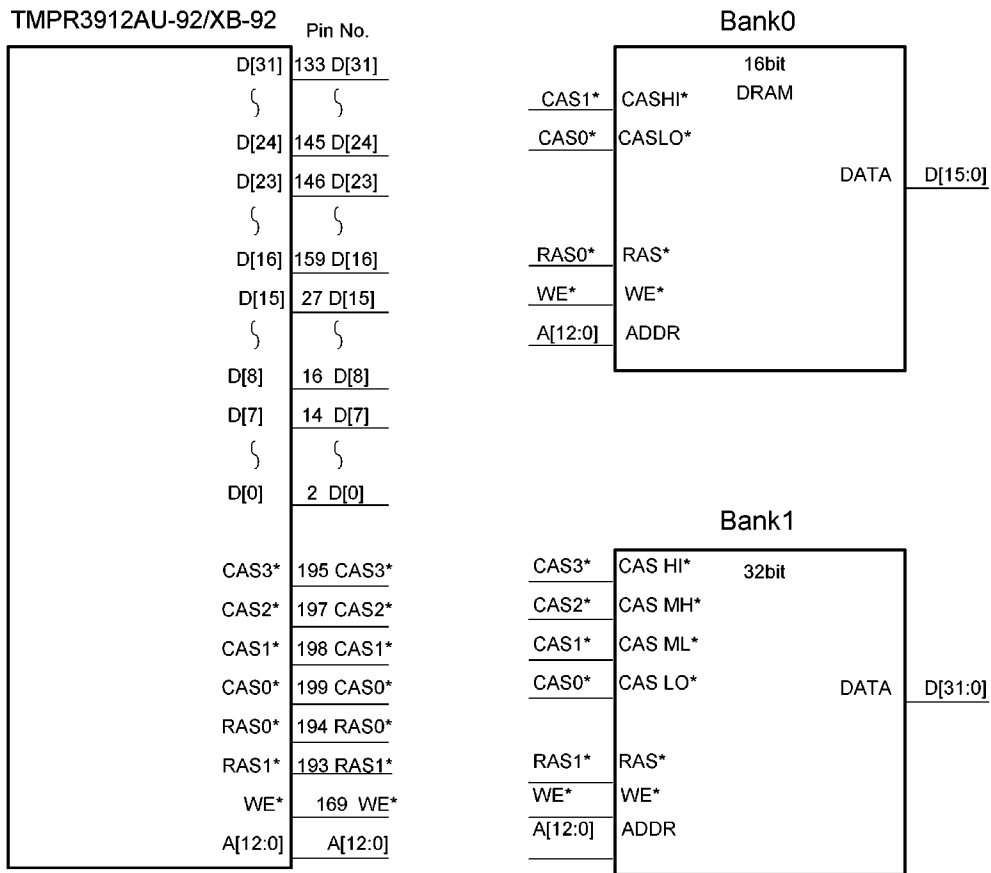 TMPR3912AU-92/XB-92
Pin No.
D[31] 133 D[31]
D[24] 145 D[24]
D[23] 146 D[23]
D[16] 159 D[16]
D[15] 27 D[15]
D[8] 16 D[8]
D[7] 14 D[7]
D[0] 2 D[0]
CAS3* 195 CAS3*
CAS2* 197 CAS2*
CAS1* 198 CAS1*
CAS0* 199 CAS0*
RAS0* 194 RAS0*
RAS1* 193 RAS1*
WE* 169 WE*
A[12:0] A[12:0]
Bank0
16bit
DRAM
CAS1* CASHI*
CAS0* CASLO*
DATA D[15:0]
RAS0* RAS*
WE* WE*
A[12:0] ADDR
Bank1
32bit
CAS3* CAS HI*
CAS2* CAS MH*
CAS1* CAS ML*
CAS0* CAS LO*
DATA D[31:0]
RAS1* RAS*
WE* WE*
A[12:0] ADDR